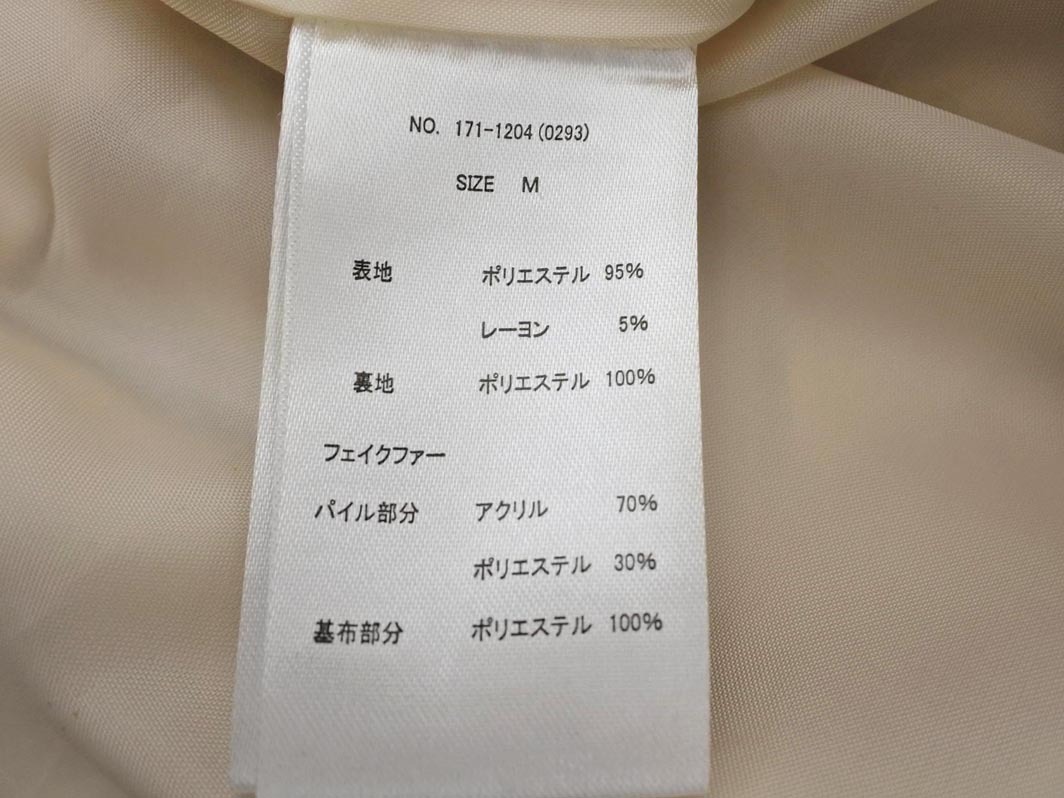 NO. 171-1204(0293)
SIZE M
表地 ポリエステル 95%
レーヨン 5%
裏地 ポリエステル 100%
フェイクファー
パイル部分 アクリル 70%
ポリエステル 30%
基布部分 ポリエステル 100%